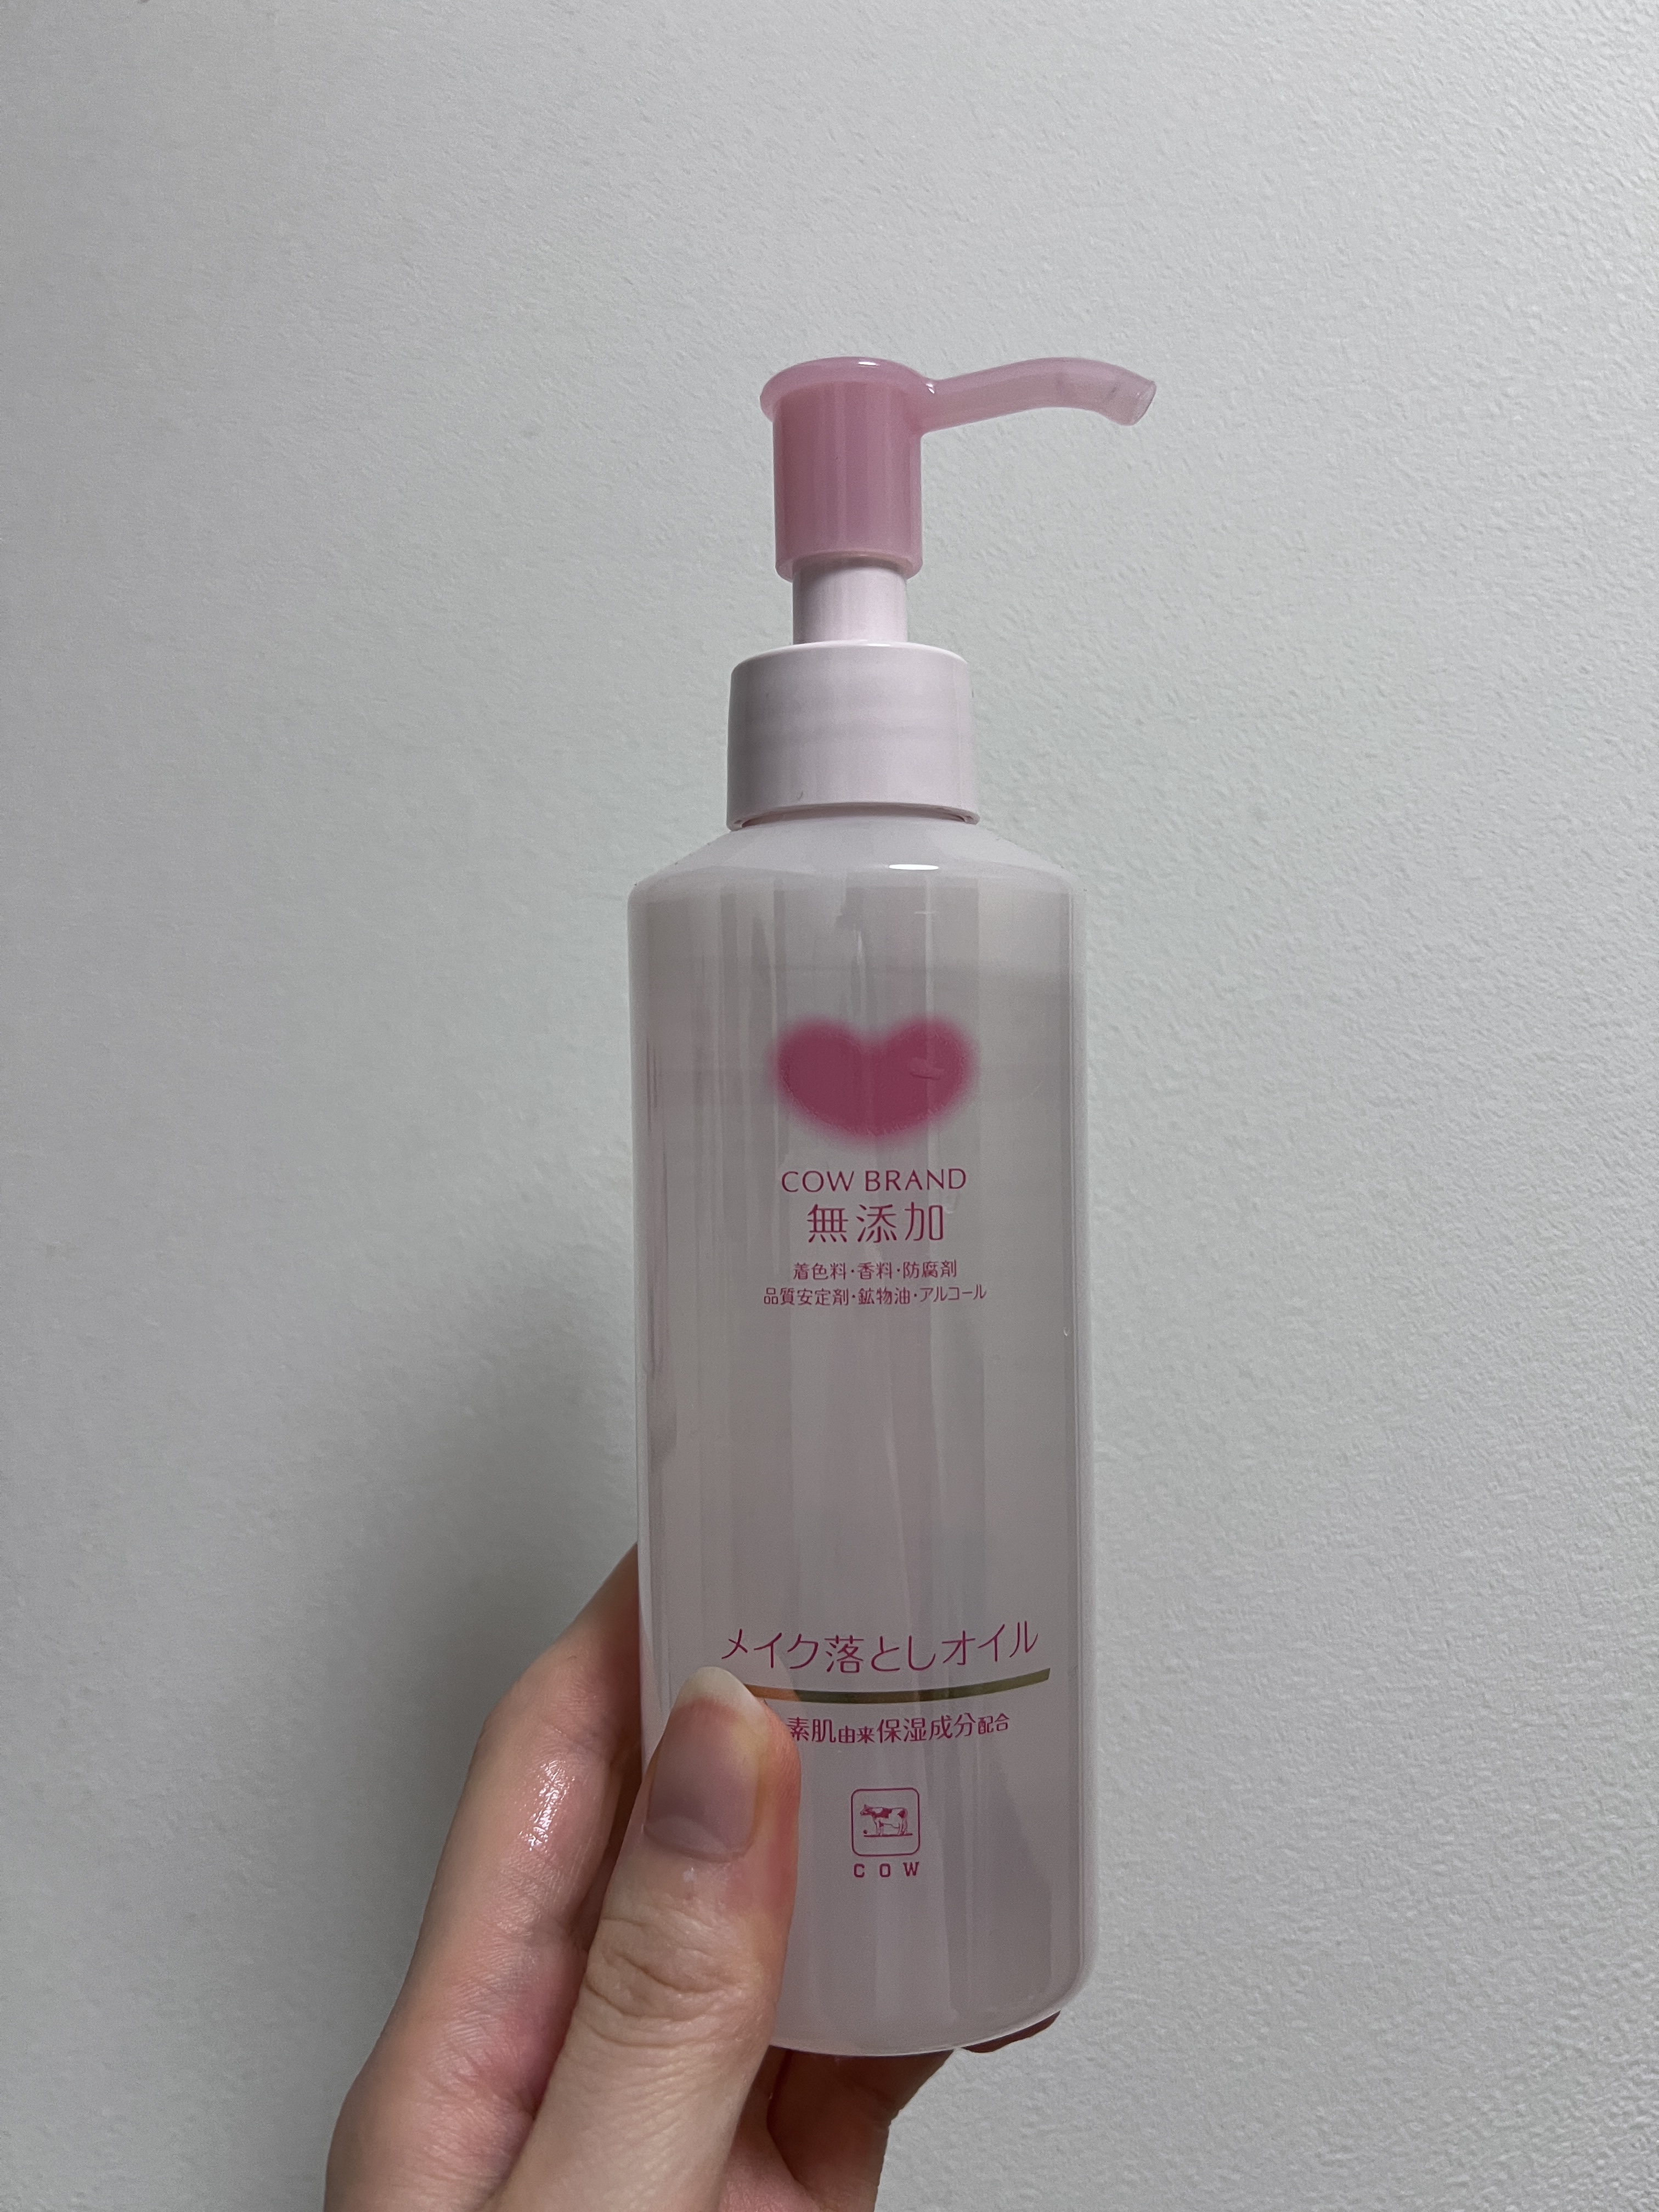 COW BRAND
無添加
着色料・香料・防腐剤
品質安定剤・鉱物油・アルコール
メイク落としオイル
素肌由来保湿成分配合
COW